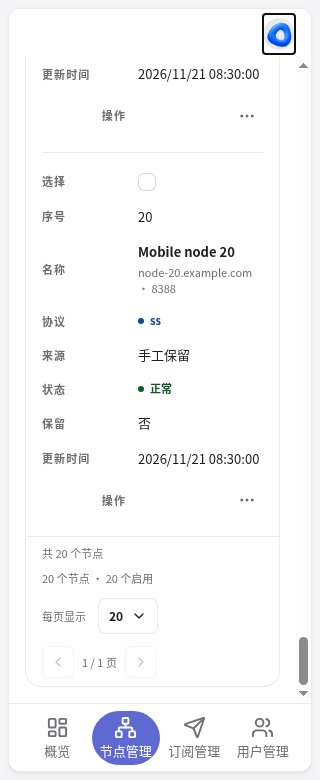 更新时间 2026/11/21 08:30:00
操作 •••
选择
序号 20
名称 Mobile node 20
node-20.example.com
· 8388
协议 ss
来源 手工保留
状态 正常
保留 否
更新时间 2026/11/21 08:30:00
操作 •••
共 20 个节点
20 个节点 · 20 个启用
每页显示 20
1 / 1 页
概览 节点管理 订阅管理 用户管理